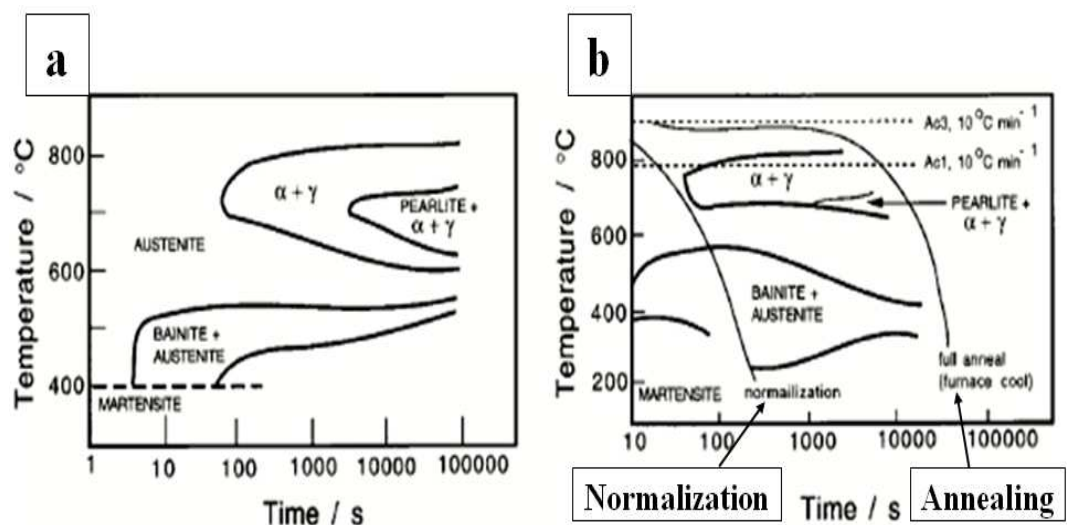 a
Temperature / °C
800
600
400
AUSTENITE
α + γ
PEARLITE +
α + γ
BAINITE +
AUSTENITE
MARTENSITE
1
10
100
1000
10000
100000
Time / s
b
Temperature / °C
800
600
400
200
Ac3, 10 °C min⁻¹
Ac1, 10 °C min⁻¹
α + γ
PEARLITE +
α + γ
BAINITE +
AUSTENITE
MARTENSITE
normailization
full anneal
(furnace cool)
10
100
1000
10000
100000
Normalization
Time / s
Annealing